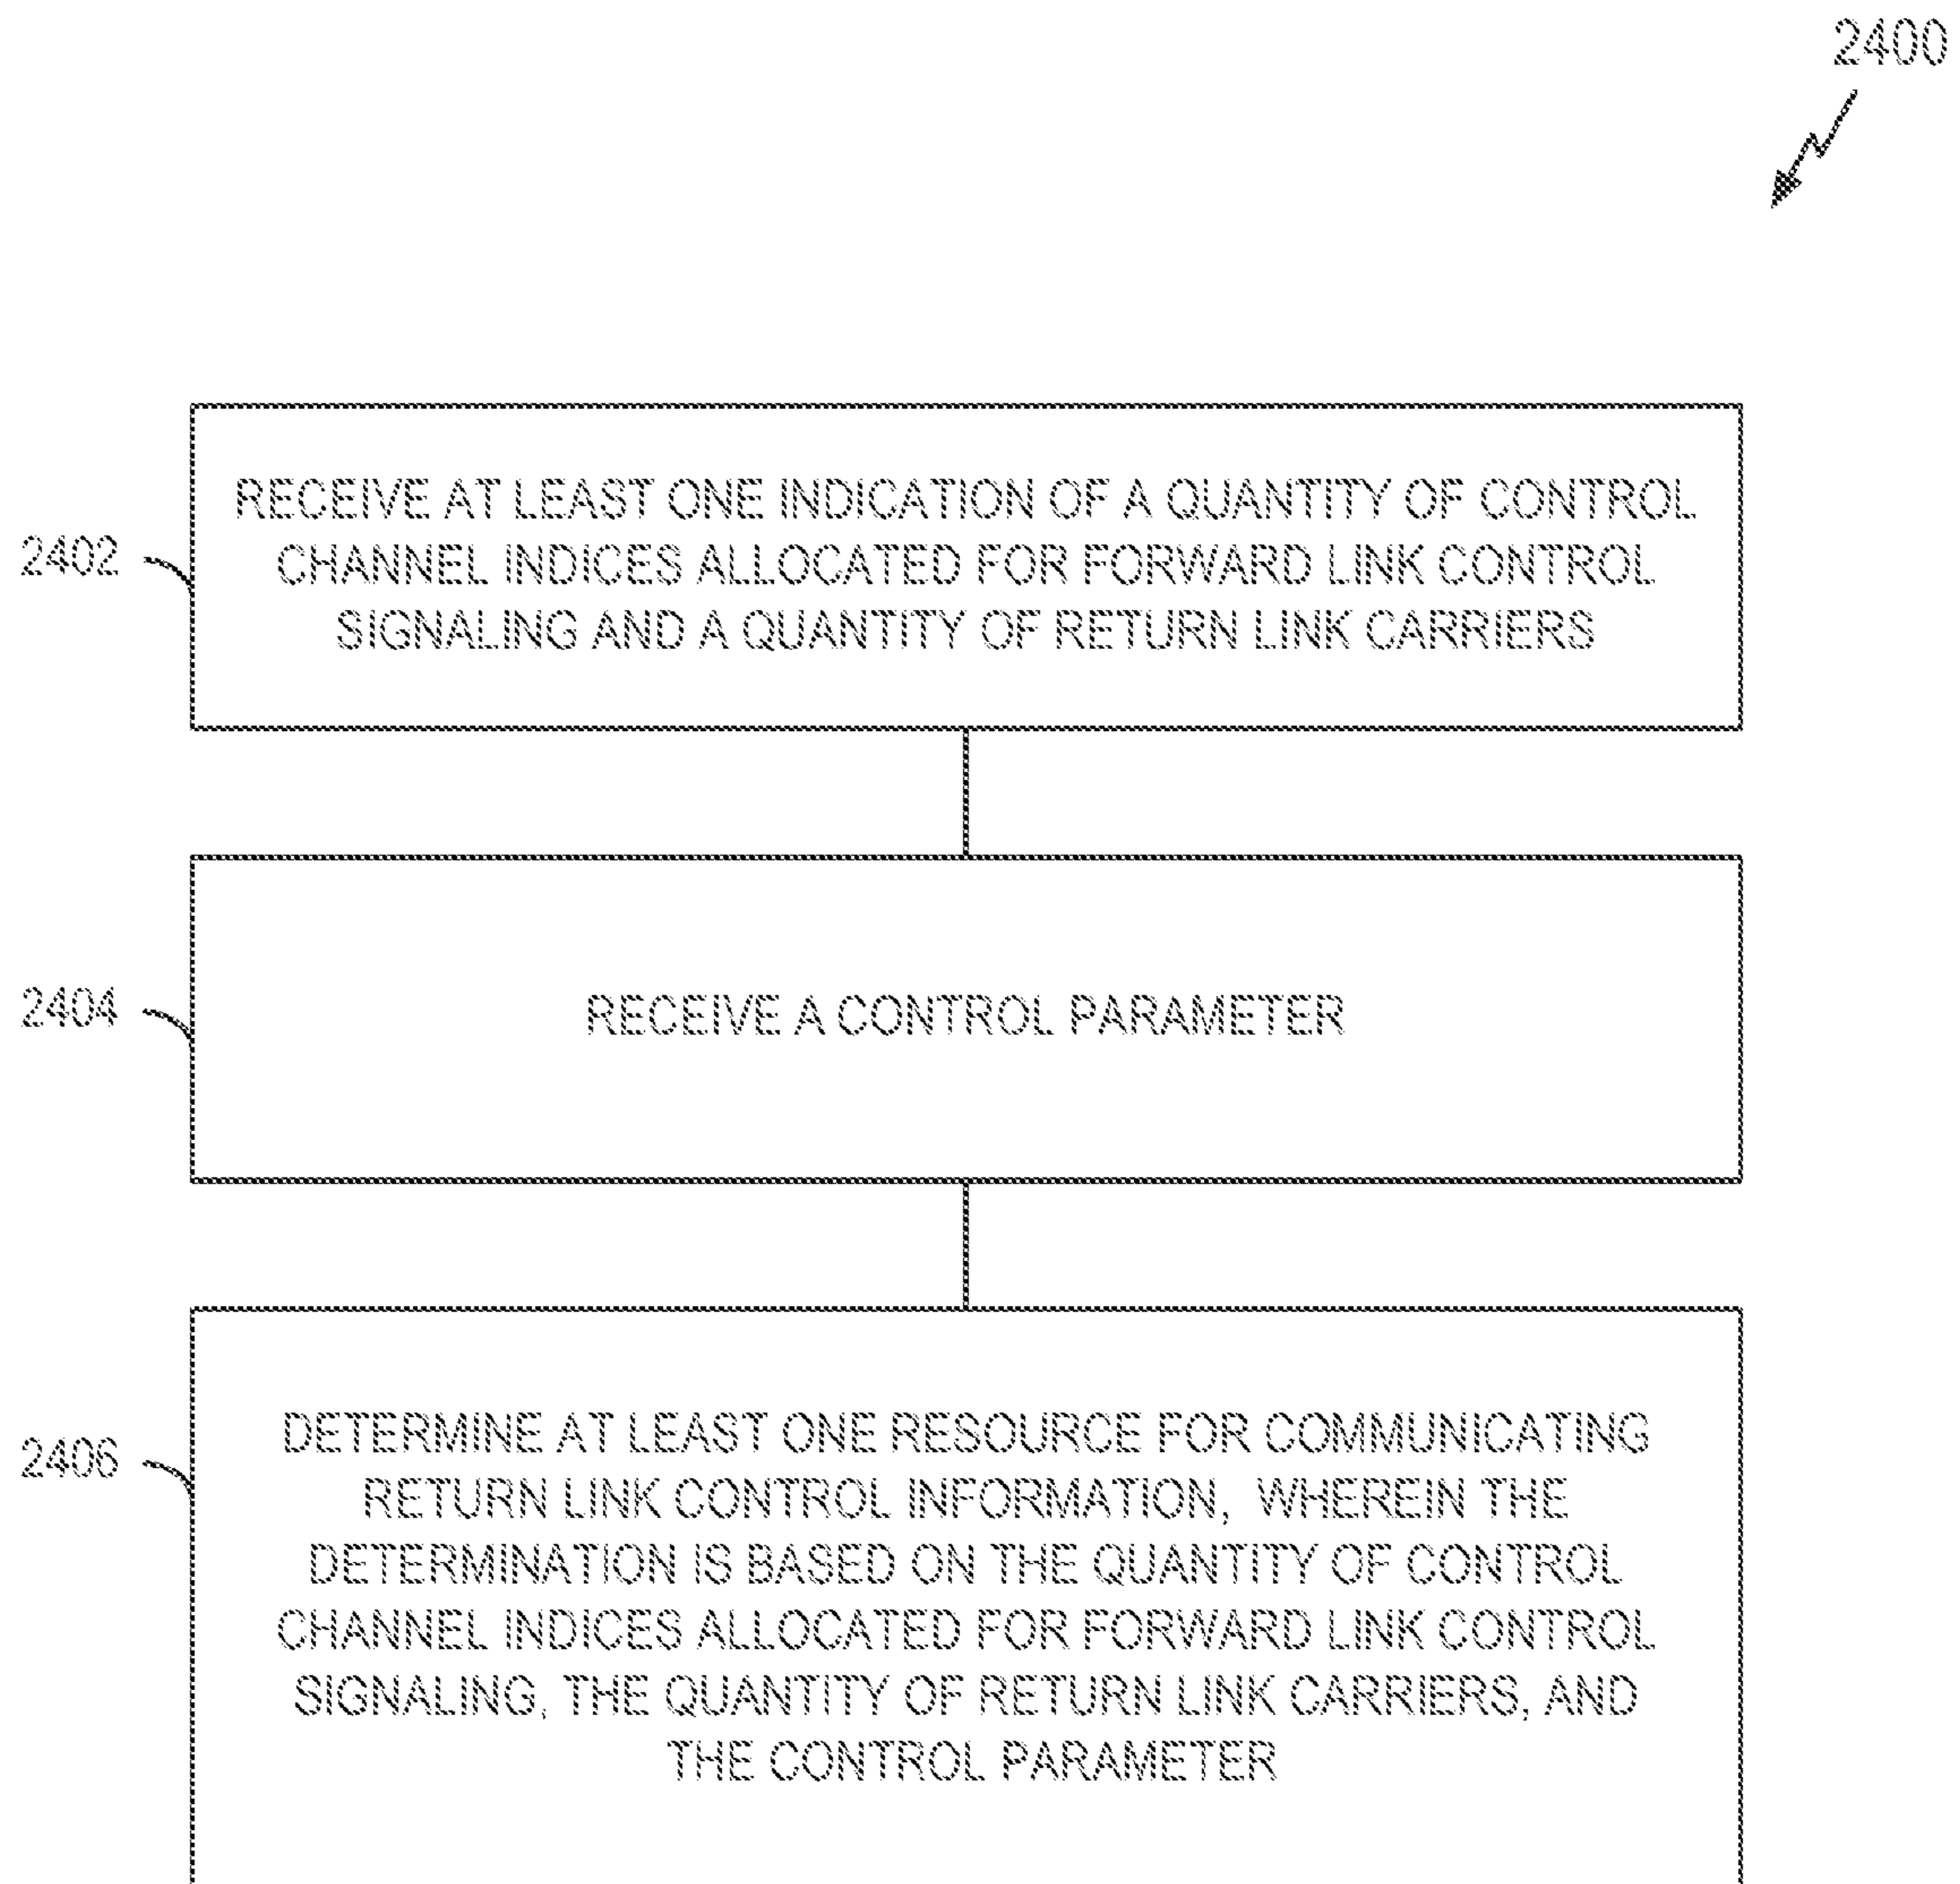 2400
2402
RECEIVE AT LEAST ONE INDICATION OF A QUANTITY OF CONTROL
CHANNEL INDICES ALLOCATED FOR FORWARD LINK CONTROL
SIGNALING AND A QUANTITY OF RETURN LINK CARRIERS
2404
RECEIVE A CONTROL PARAMETER
2406
DETERMINE AT LEAST ONE RESOURCE FOR COMMUNICATING
RETURN LINK CONTROL INFORMATION, WHEREIN THE
DETERMINATION IS BASED ON THE QUANTITY OF CONTROL
CHANNEL INDICES ALLOCATED FOR FORWARD LINK CONTROL
SIGNALING, THE QUANTITY OF RETURN LINK CARRIERS, AND
THE CONTROL PARAMETER